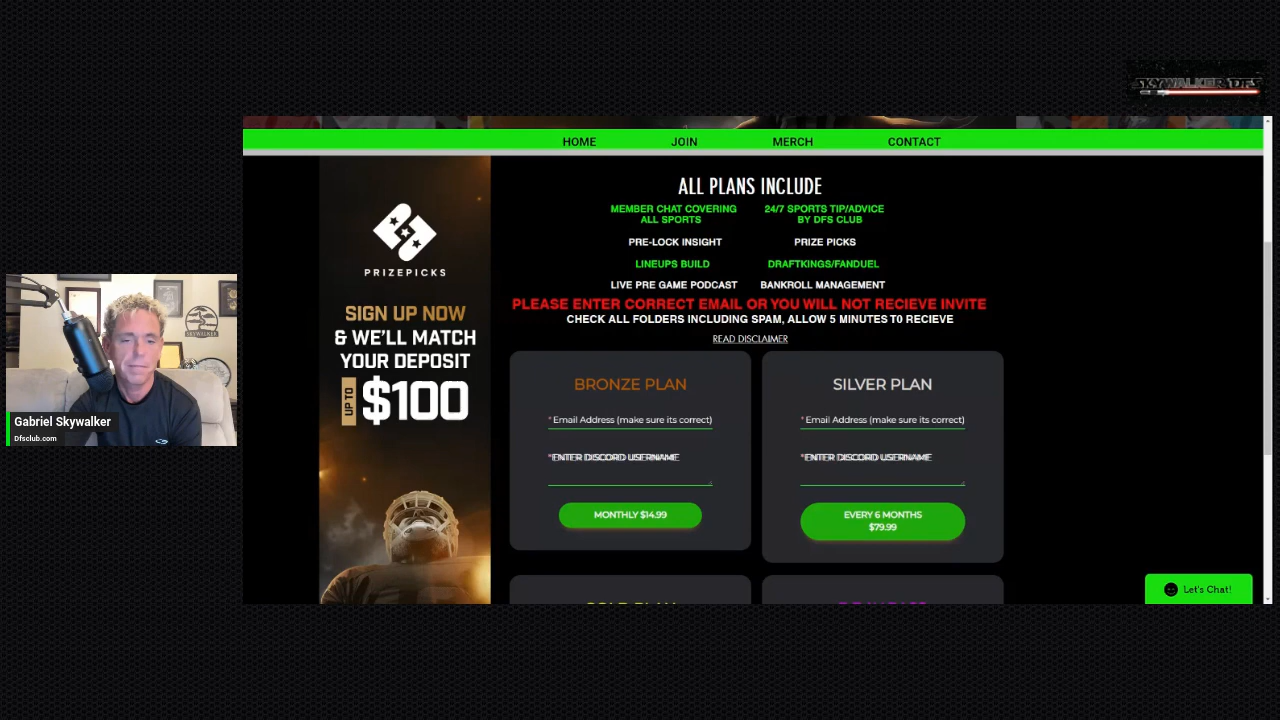 SKYWALKER DFS
HOME
JOIN
MERCH
CONTACT
ALL PLANS INCLUDE
MEMBER CHAT COVERING
ALL SPORTS
24/7 SPORTS TIP/ADVICE
BY DFS CLUB
PRE-LOCK INSIGHT
PRIZE PICKS
LINEUPS BUILD
DRAFTKINGS/FANDUEL
LIVE PRE GAME PODCAST
BANKROLL MANAGEMENT
PLEASE ENTER CORRECT EMAIL OR YOU WILL NOT RECIEVE INVITE
CHECK ALL FOLDERS INCLUDING SPAM, ALLOW 5 MINUTES TO RECIEVE
READ DISCLAIMER
PRIZEPICKS
SIGN UP NOW
& WE'LL MATCH
YOUR DEPOSIT
UP TO
$100
BRONZE PLAN
* Email Address (make sure its correct)
*ENTER DISCORD USERNAME
MONTHLY $14.99
SILVER PLAN
* Email Address (make sure its correct)
*ENTER DISCORD USERNAME
EVERY 6 MONTHS
$79.99
SKYWALKER
Gabriel Skywalker
Dfsclub.com
Let's Chat!